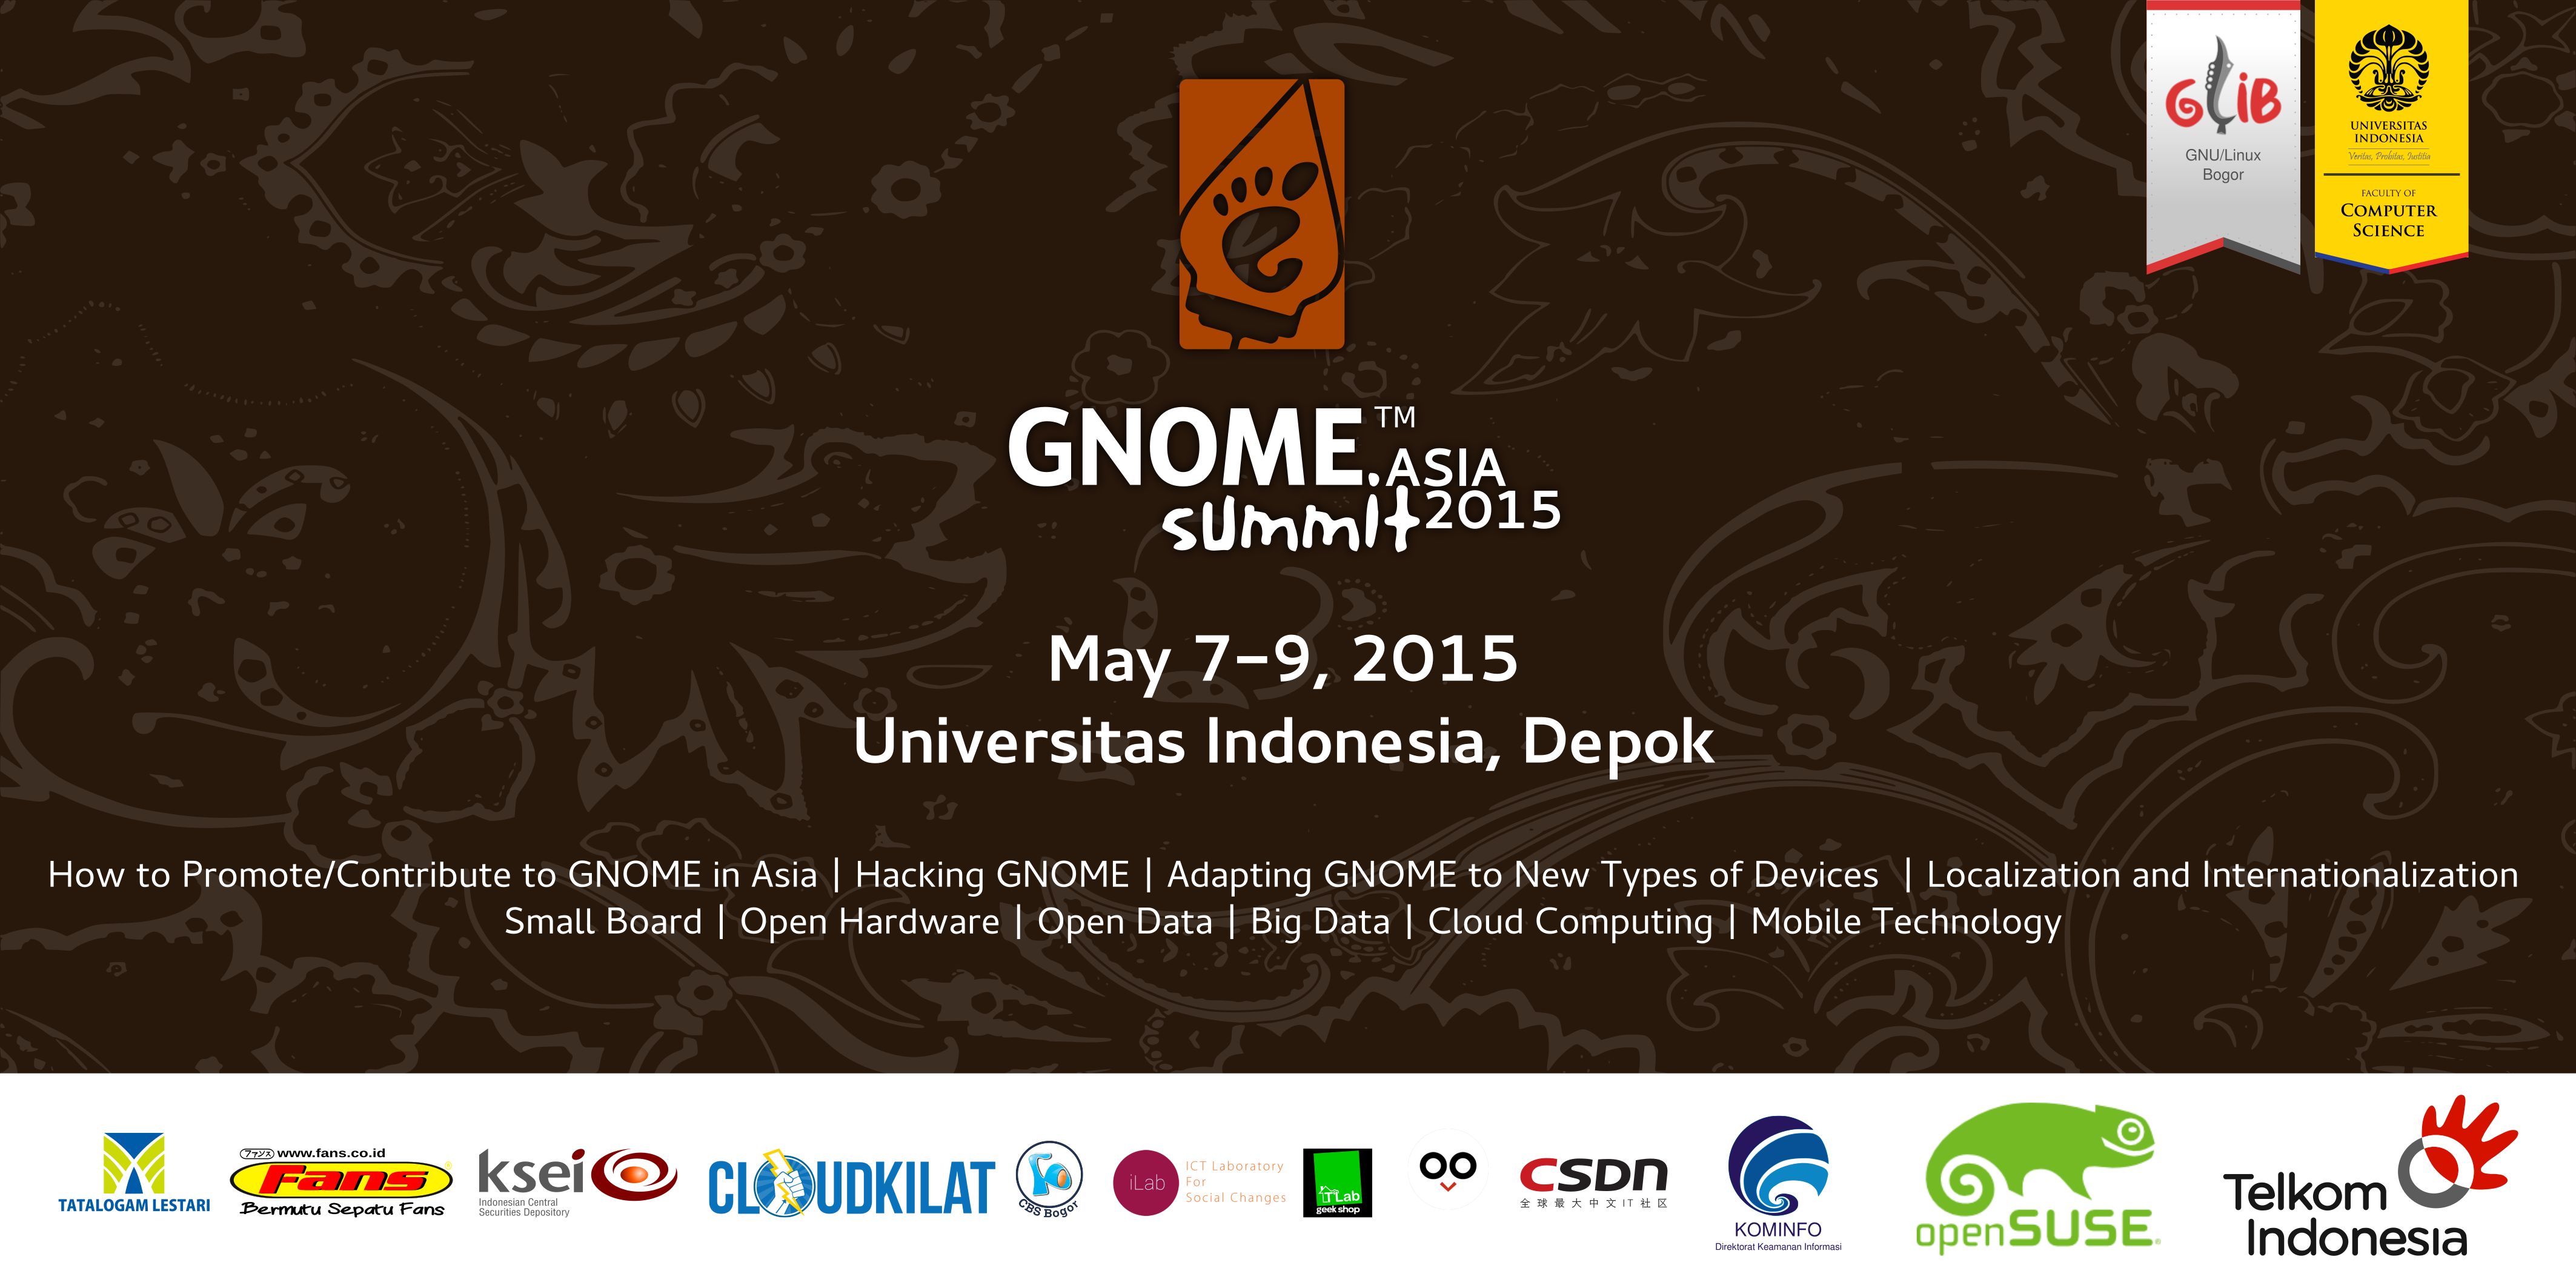 GLiB
GNU/Linux
Bogor
UNIVERSITAS
INDONESIA
Veritas, Probitas, Justitia
FACULTY OF
COMPUTER
SCIENCE
GNOME™.ASIA
summit 2015
May 7-9, 2015
Universitas Indonesia, Depok
How to Promote/Contribute to GNOME in Asia | Hacking GNOME | Adapting GNOME to New Types of Devices | Localization and Internationalization
Small Board | Open Hardware | Open Data | Big Data | Cloud Computing | Mobile Technology
TATALOGAM LESTARI
ファンス www.fans.co.id
Fans
Bermutu Sepatu Fans
ksei
Indonesian Central
Securities Depository
CLOUDKILAT
CBS Bogor
iLab
ICT Laboratory
For
Social Changes
ITLab
geek shop
CSDN
全球最大中文IT社区
KOMINFO
Direktorat Keamanan Informasi
openSUSE®
Telkom
Indonesia